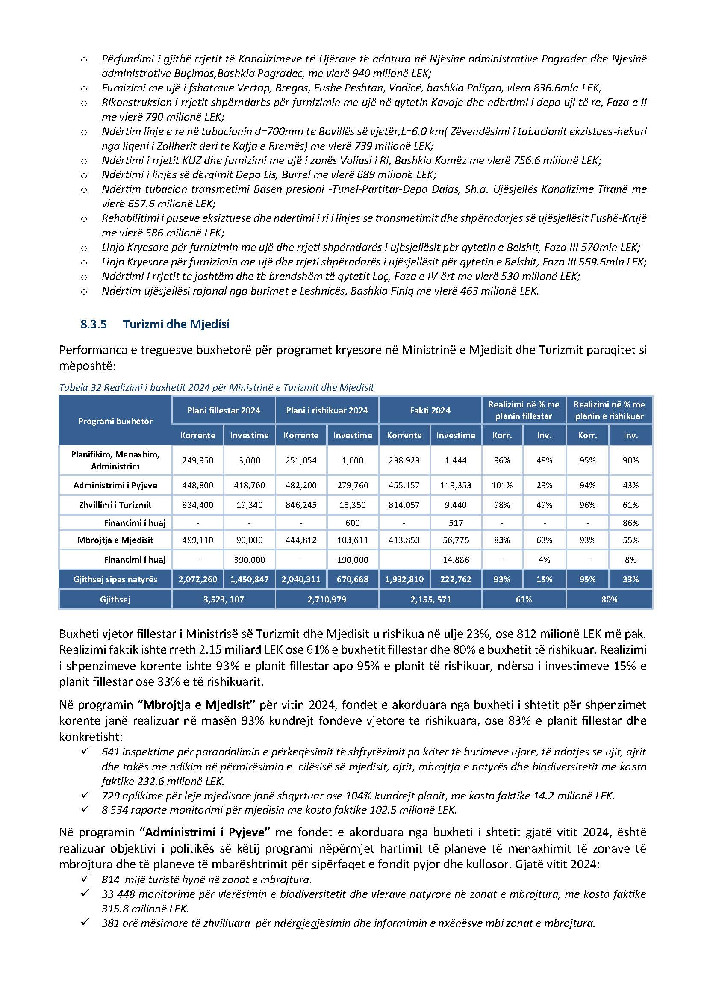 o Përfundimi i gjithë rrjetit të Kanalizimeve të Ujërave të ndotura në Njësine administrative Pogradec dhe Njësinë
administrative Buçimas,Bashkia Pogradec, me vlerë 940 milionë LEK;
o Furnizimi me ujë i fshatrave Vertop, Bregas, Fushe Peshtan, Vodicë, bashkia Poliçan, vlera 836.6mln LEK;
o Rikonstruksion i rrjetit shpërndarës për furnizimin me ujë në qytetin Kavajë dhe ndërtimi i depo uji të re, Faza e II
me vlerë 790 milionë LEK;
o Ndërtim linje e re në tubacionin d=700mm te Bovillës së vjetër,L=6.0 km( Zëvendësimi i tubacionit ekzistues-hekuri
nga liqeni i Zallherit deri te Kafja e Rremës) me vlerë 739 milionë LEK;
o Ndërtimi i rrjetit KUZ dhe furnizimi me ujë i zonës Valiasi i Ri, Bashkia Kamëz me vlerë 756.6 milionë LEK;
o Ndërtimi i linjës së dërgimit Depo Lis, Burrel me vlerë 689 milionë LEK;
o Ndërtim tubacion transmetimi Basen presioni -Tunel-Partitar-Depo Daias, Sh.a. Ujësjellës Kanalizime Tiranë me
vlerë 657.6 milionë LEK;
o Rehabilitimi i puseve eksiztuese dhe ndertimi i ri i linjes se transmetimit dhe shpërndarjes së ujësjellësit Fushë-Krujë
me vlerë 586 milionë LEK;
o Linja Kryesore për furnizimin me ujë dhe rrjeti shpërndarës i ujësjellësit për qytetin e Belshit, Faza III 570mln LEK;
o Linja Kryesore për furnizimin me ujë dhe rrjeti shpërndarës i ujësjellësit për qytetin e Belshit, Faza III 569.6mln LEK;
o Ndërtimi I rrjetit të jashtëm dhe të brendshëm të qytetit Laç, Faza e IV-ërt me vlerë 530 milionë LEK;
o Ndërtim ujësjellësi rajonal nga burimet e Leshnicës, Bashkia Finiq me vlerë 463 milionë LEK.
8.3.5 Turizmi dhe Mjedisi
Performanca e treguesve buxhetorë për programet kryesore në Ministrinë e Mjedisit dhe Turizmit paraqitet si
mëposhtë:
Tabela 32 Realizimi i buxhetit 2024 për Ministrinë e Turizmit dhe Mjedisit
Programi buxhetor Plani fillestar 2024 Plani i rishikuar 2024 Fakti 2024 Realizimi në % me planin fillestar Realizimi në % me planin e rishikuar
Korrente Investime Korrente Investime Korrente Investime Korr. Inv. Korr. Inv.
Planifikim, Menaxhim, Administrim 249,950 3,000 251,054 1,600 238,923 1,444 96% 48% 95% 90%
Administrimi i Pyjeve 448,800 418,760 482,200 279,760 455,157 119,353 101% 29% 94% 43%
Zhvillimi i Turizmit 834,400 19,340 846,245 15,350 814,057 9,440 98% 49% 96% 61%
Financimi i huaj - - - 600 - 517 - - - 86%
Mbrojtja e Mjedisit 499,110 90,000 444,812 103,611 413,853 56,775 83% 63% 93% 55%
Financimi i huaj - 390,000 - 190,000 14,886 - 4% - 8%
Gjithsej sipas natyrës 2,072,260 1,450,847 2,040,311 670,668 1,932,810 222,762 93% 15% 95% 33%
Gjithsej 3,523, 107 2,710,979 2,155, 571 61% 80%
Buxheti vjetor fillestar i Ministrisë së Turizmit dhe Mjedisit u rishikua në ulje 23%, ose 812 milionë LEK më pak.
Realizimi faktik ishte rreth 2.15 miliard LEK ose 61% e buxhetit fillestar dhe 80% e buxhetit të rishikuar. Realizimi
i shpenzimeve korente ishte 93% e planit fillestar apo 95% e planit të rishikuar, ndërsa i investimeve 15% e
planit fillestar ose 33% e të rishikuarit.
Në programin “Mbrojtja e Mjedisit” për vitin 2024, fondet e akorduara nga buxheti i shtetit për shpenzimet
korente janë realizuar në masën 93% kundrejt fondeve vjetore te rishikuara, ose 83% e planit fillestar dhe
konkretisht:
✓ 641 inspektime për parandalimin e përkeqësimit të shfrytëzimit pa kriter të burimeve ujore, të ndotjes se ujit, ajrit
dhe tokës me ndikim në përmirësimin e cilësisë së mjedisit, ajrit, mbrojtja e natyrës dhe biodiversitetit me kosto
faktike 232.6 milionë LEK.
✓ 729 aplikime për leje mjedisore janë shqyrtuar ose 104% kundrejt planit, me kosto faktike 14.2 milionë LEK.
✓ 8 534 raporte monitorimi për mjedisin me kosto faktike 102.5 milionë LEK.
Në programin “Administrimi i Pyjeve” me fondet e akorduara nga buxheti i shtetit gjatë vitit 2024, është
realizuar objektivi i politikës së këtij programi nëpërmjet hartimit të planeve të menaxhimit të zonave të
mbrojtura dhe të planeve të mbarështrimit për sipërfaqet e fondit pyjor dhe kullosor. Gjatë vitit 2024:
✓ 814 mijë turistë hynë në zonat e mbrojtura.
✓ 33 448 monitorime për vlerësimin e biodiversitetit dhe vlerave natyrore në zonat e mbrojtura, me kosto faktike
315.8 milionë LEK.
✓ 381 orë mësimore të zhvilluara për ndërgjegjësimin dhe informimin e nxënësve mbi zonat e mbrojtura.